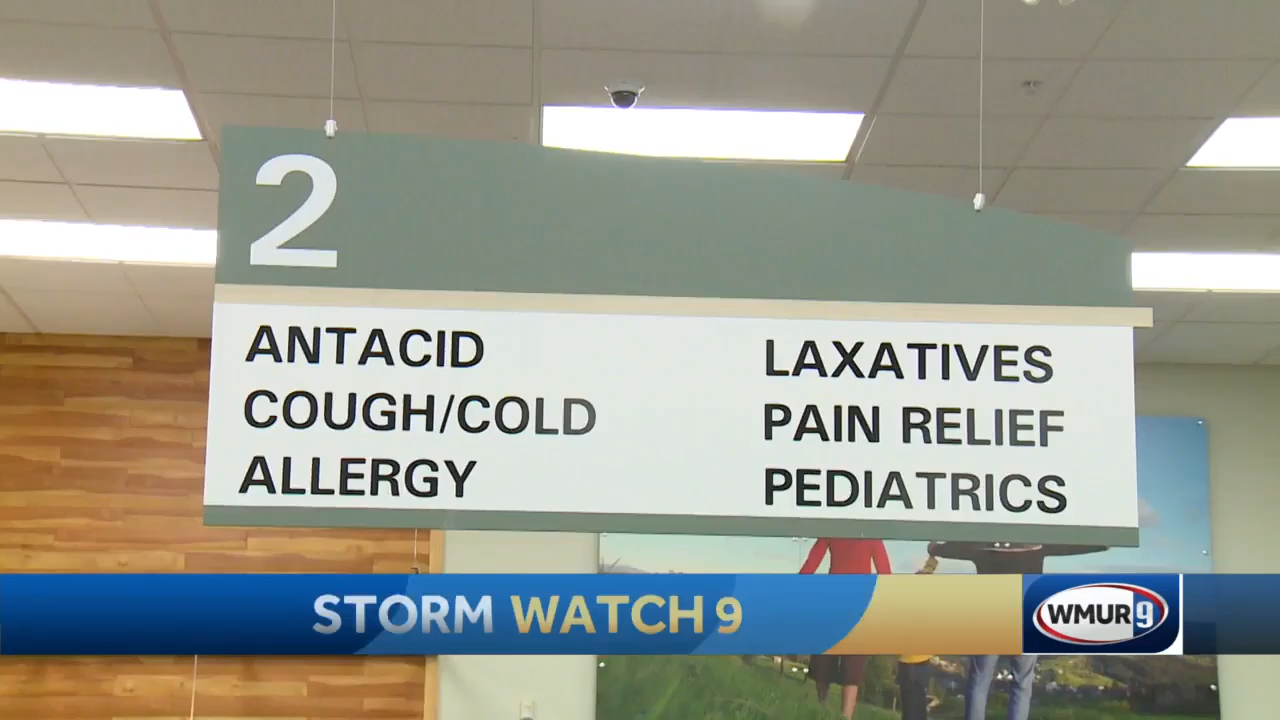 2
ANTACID
COUGH/COLD
ALLERGY
LAXATIVES
PAIN RELIEF
PEDIATRICS
STORM WATCH 9
WMUR 9